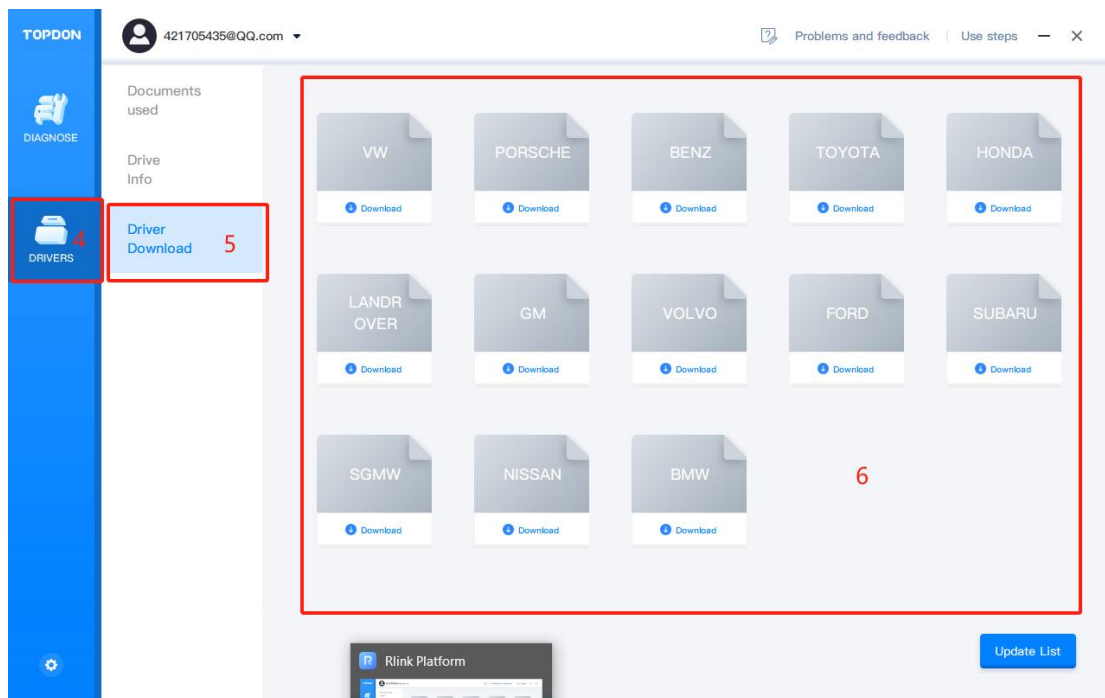 TOPDON
421705435@QQ.com
Problems and feedback
Use steps
DIAGNOSE
4
DRIVERS
Documents
used
Drive
Info
Driver
Download
5
VW
Download
PORSCHE
Download
BENZ
Download
TOYOTA
Download
HONDA
Download
LANDR
OVER
Download
GM
Download
VOLVO
Download
FORD
Download
SUBARU
Download
SGMW
Download
NISSAN
Download
BMW
Download
6
Update List
R
Rlink Platform